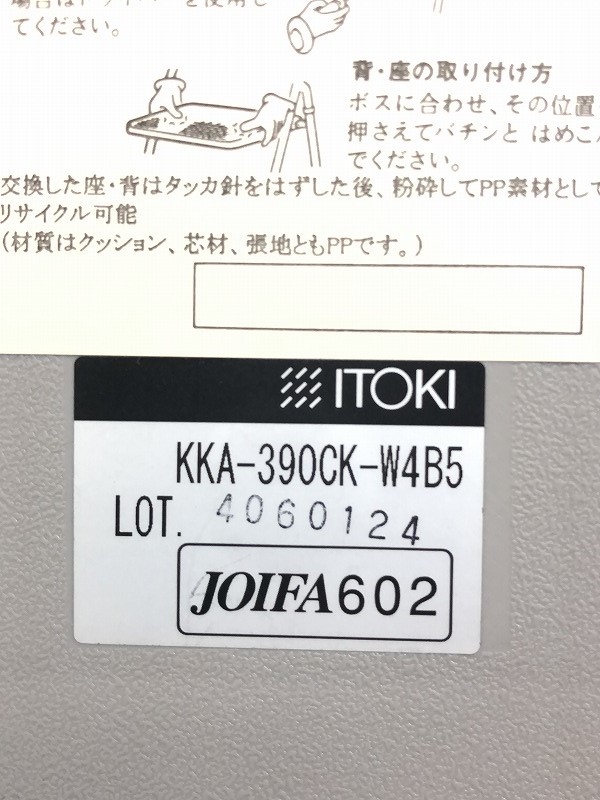 てください。
背・座の取り付け方
ボスに合わせ、その位置
押さえてパチンと はめこ
でください。
交換した座・背はタッカ針をはずした後、粉砕してPP素材として
リサイクル可能
(材質はクッション、芯材、張地ともPPです。)
ITOKI
KKA-390CK-W4B5
LOT. 4060124
JOIFA602